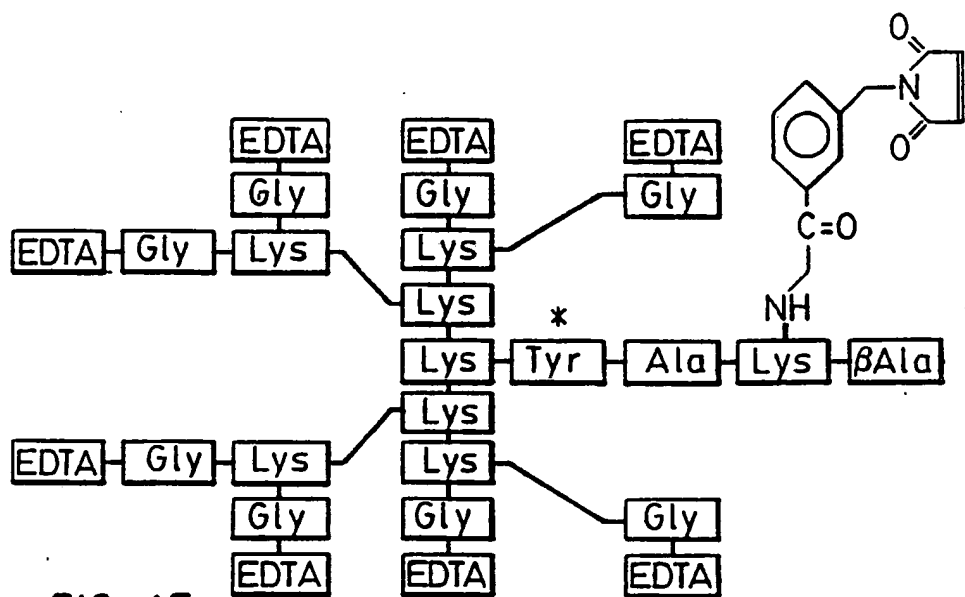 O
N
O
EDTA EDTA EDTA
Gly Gly Gly
C=O
EDTA Gly Lys Lys
Lys
NH
*
Lys Tyr Ala Lys βAla
Lys
EDTA Gly Lys Lys
Gly Gly Gly
EDTA EDTA EDTA